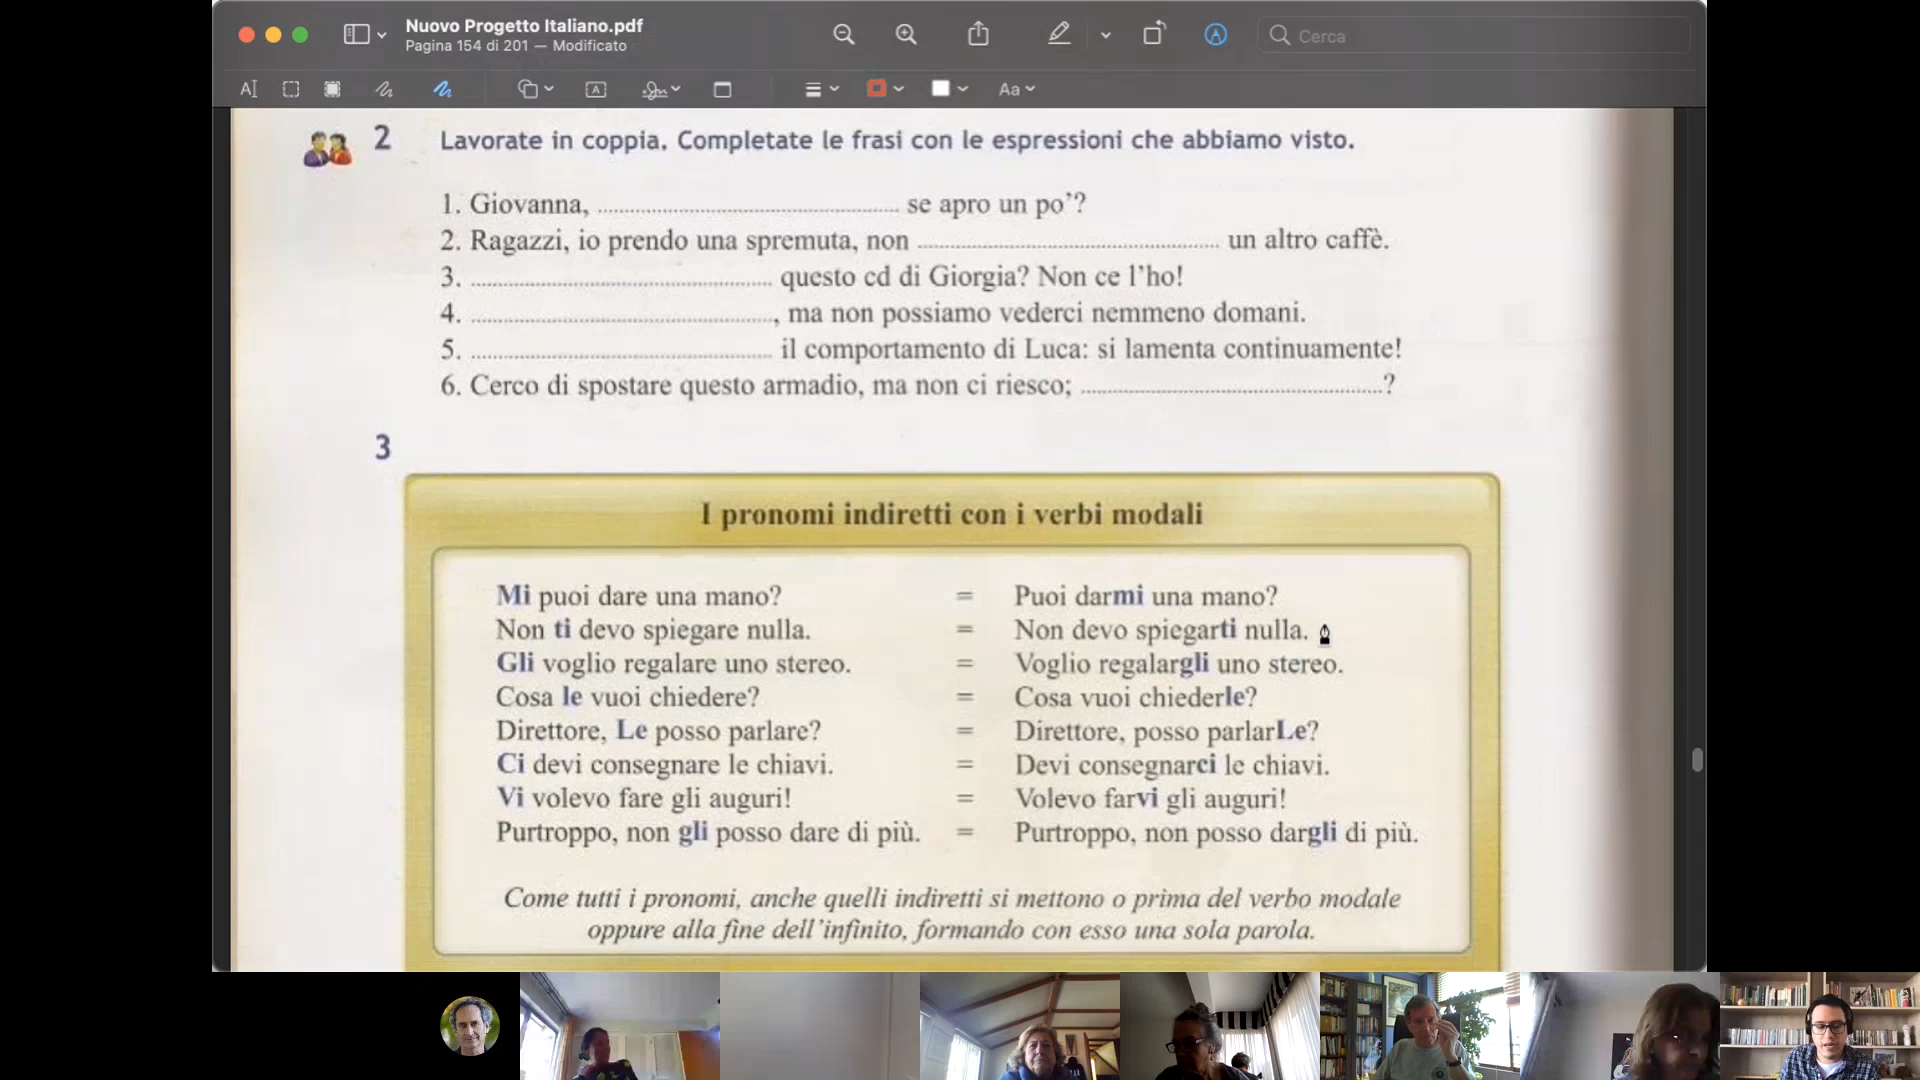 Nuovo Progetto Italiano.pdf
Pagina 154 di 201 — Modificato
Cerca
Aa
2 Lavorate in coppia. Completate le frasi con le espressioni che abbiamo visto.
1. Giovanna, ............................................ se apro un po'?
2. Ragazzi, io prendo una spremuta, non ............................................ un altro caffè.
3. ............................................ questo cd di Giorgia? Non ce l'ho!
4. ............................................, ma non possiamo vederci nemmeno domani.
5. ............................................ il comportamento di Luca: si lamenta continuamente!
6. Cerco di spostare questo armadio, ma non ci riesco; ............................................?
3
I pronomi indiretti con i verbi modali
Mi puoi dare una mano? = Puoi darmi una mano?
Non ti devo spiegare nulla. = Non devo spiegarti nulla.
Gli voglio regalare uno stereo. = Voglio regalargli uno stereo.
Cosa le vuoi chiedere? = Cosa vuoi chiederle?
Direttore, Le posso parlare? = Direttore, posso parlarLe?
Ci devi consegnare le chiavi. = Devi consegnarci le chiavi.
Vi volevo fare gli auguri! = Volevo farvi gli auguri!
Purtroppo, non gli posso dare di più. = Purtroppo, non posso dargli di più.
Come tutti i pronomi, anche quelli indiretti si mettono o prima del verbo modale
oppure alla fine dell'infinito, formando con esso una sola parola.